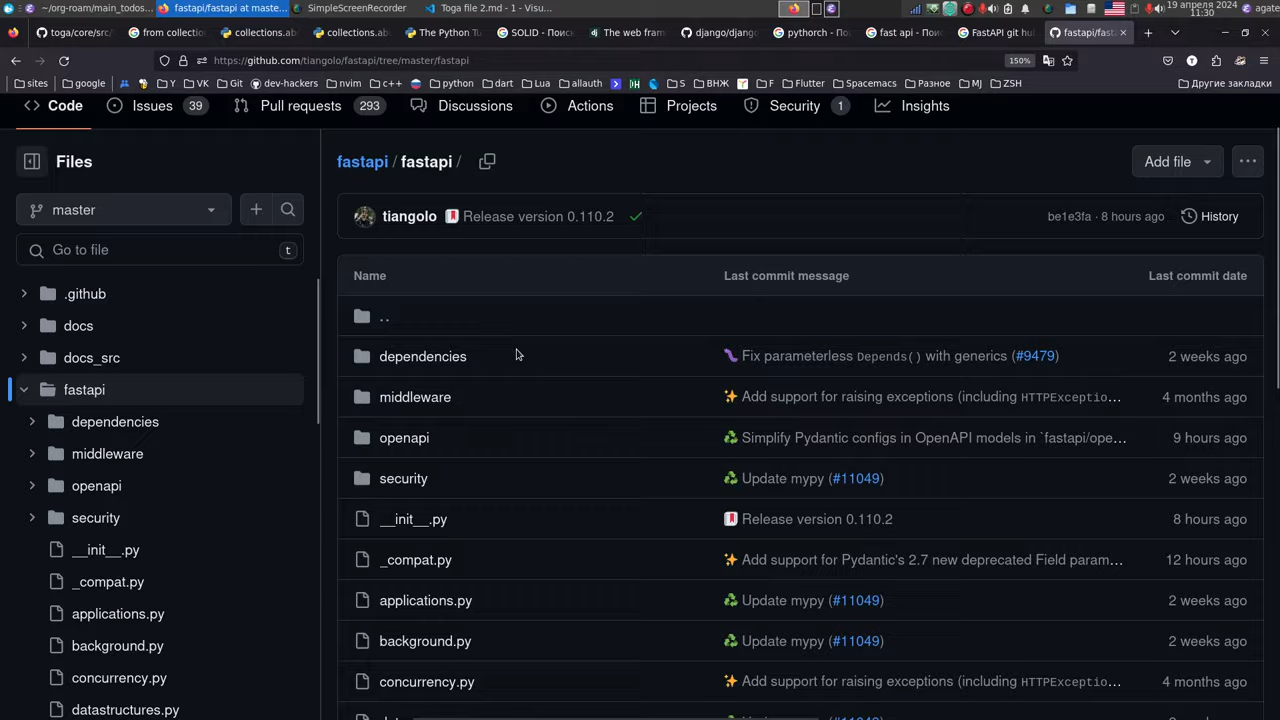 ~/org-roam/main_todos...
fastapi/fastapi at maste...
SimpleScreenRecorder
Toga file 2.md - 1 - Visu...
19 апреля 2024
11:30
agate
toga/core/src/
from collectio
collections.ab
collections.ab
The Python Tu
SOLID - Поис
The web fram
django/djang
pythorch - По
fast api - Пои
FastAPI git hu
fastapi/fast
https://github.com/tiangolo/fastapi/tree/master/fastapi
150%
sites
google
Y
VK
Git
dev-hackers
nvim
c++
python
dart
Lua
allauth
S
ВНЖ
F
Flutter
Spacemacs
Разное
MJ
ZSH
Другие закладки
Code
Issues 39
Pull requests 293
Discussions
Actions
Projects
Security 1
Insights
Files
master
Go to file
t
.github
docs
docs_src
fastapi
dependencies
middleware
openapi
security
__init__.py
_compat.py
applications.py
background.py
concurrency.py
datastructures.py
fastapi / fastapi /
Add file
tiangolo Release version 0.110.2
be1e3fa · 8 hours ago
History
Name Last commit message Last commit date
..
dependencies Fix parameterless Depends() with generics (#9479) 2 weeks ago
middleware Add support for raising exceptions (including HTTPExceptio... 4 months ago
openapi Simplify Pydantic configs in OpenAPI models in `fastapi/ope... 9 hours ago
security Update mypy (#11049) 2 weeks ago
__init__.py Release version 0.110.2 8 hours ago
_compat.py Add support for Pydantic's 2.7 new deprecated Field param... 12 hours ago
applications.py Update mypy (#11049) 2 weeks ago
background.py Update mypy (#11049) 2 weeks ago
concurrency.py Add support for raising exceptions (including HTTPExceptio... 4 months ago